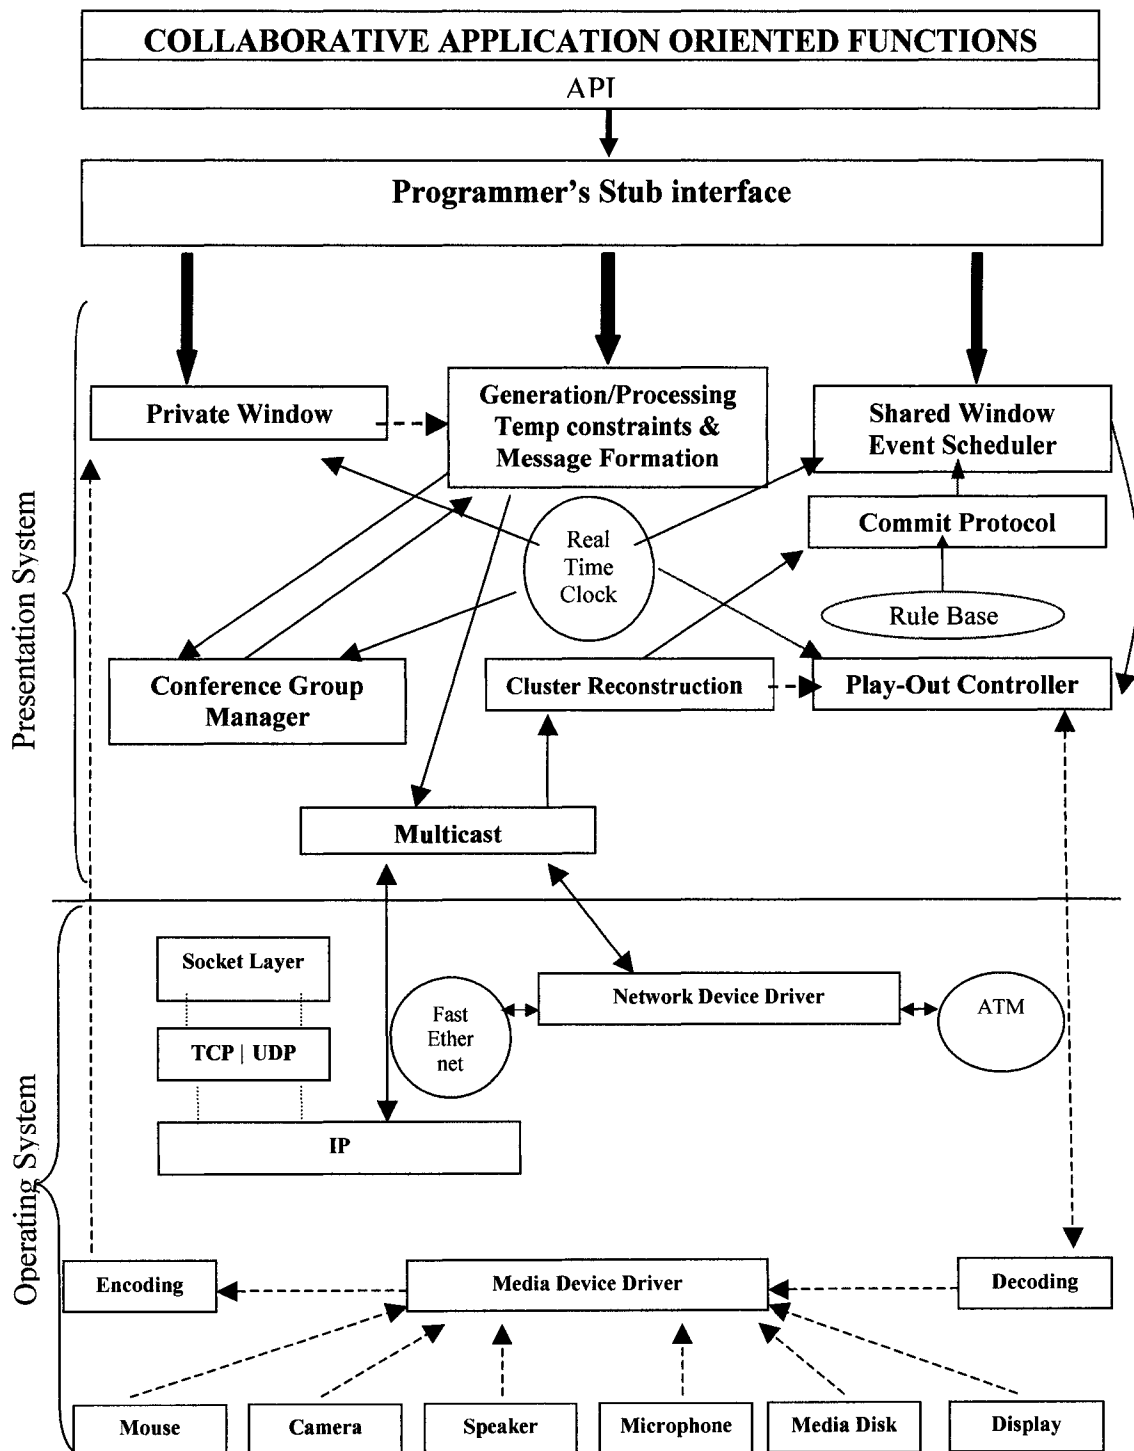 COLLABORATIVE APPLICATION ORIENTED FUNCTIONS
API
Programmer's Stub interface
Presentation System
Private Window
Generation/Processing
Temp constraints &
Message Formation
Shared Window
Event Scheduler
Commit Protocol
Real
Time
Clock
Rule Base
Conference Group
Manager
Cluster Reconstruction
Play-Out Controller
Multicast
Operating System
Socket Layer
TCP | UDP
IP
Fast
Ether
net
Network Device Driver
ATM
Encoding
Media Device Driver
Decoding
Mouse
Camera
Speaker
Microphone
Media Disk
Display